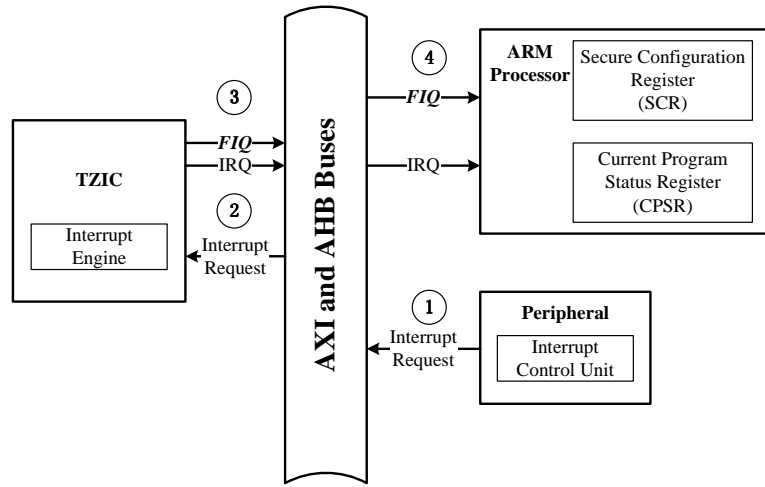 3
FIQ
IRQ
TZIC
2
Interrupt
Request
Interrupt
Engine
AXI and AHB Buses
4
FIQ
IRQ
ARM
Processor
Secure Configuration
Register
(SCR)
Current Program
Status Register
(CPSR)
1
Interrupt
Request
Peripheral
Interrupt
Control Unit